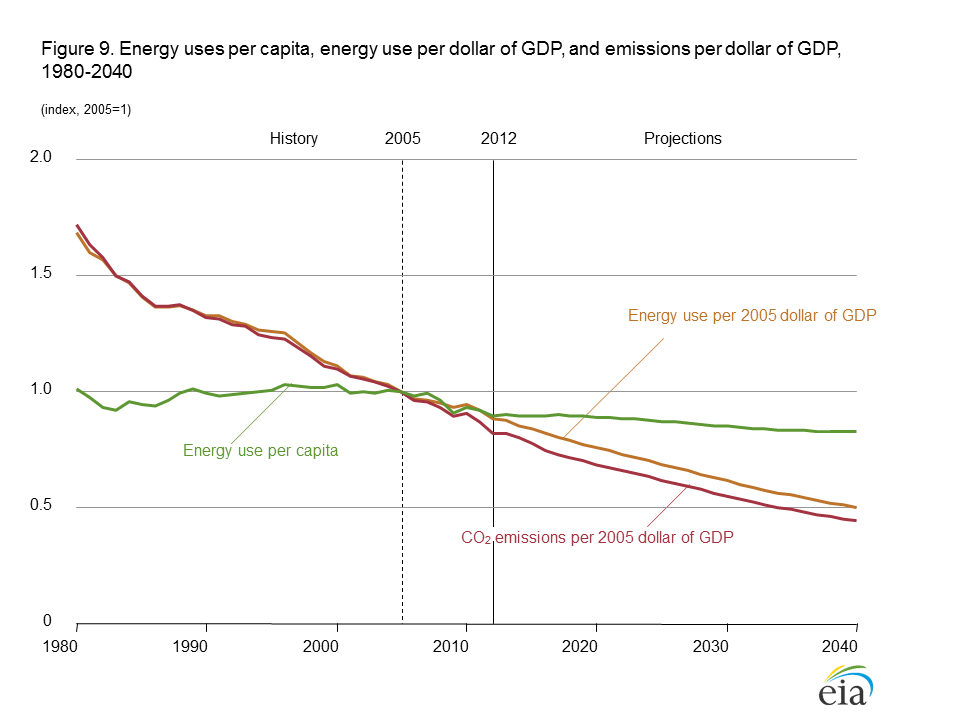 Figure 9. Energy uses per capita, energy use per dollar of GDP, and emissions per dollar of GDP,
1980-2040
(index, 2005=1)
History 2005 2012 Projections
2.0
1.5
Energy use per 2005 dollar of GDP
1.0
Energy use per capita
0.5
CO₂ emissions per 2005 dollar of GDP
0
1980 1990 2000 2010 2020 2030 2040
eia